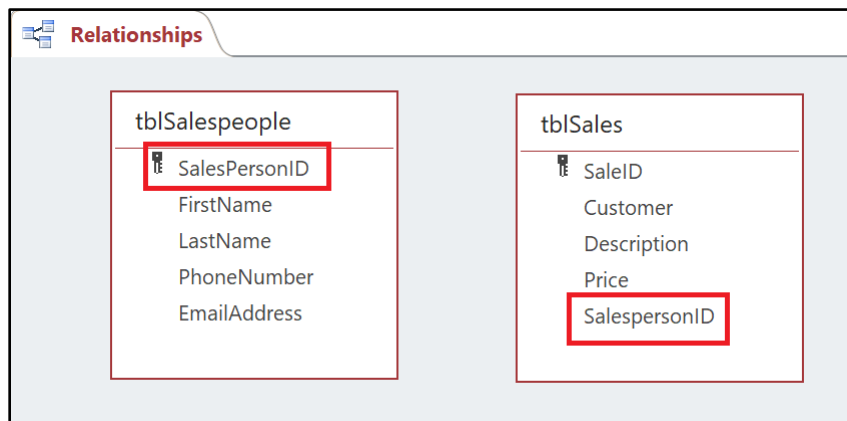 Relationships
tblSalespeople
SalesPersonID
FirstName
LastName
PhoneNumber
EmailAddress
tblSales
SaleID
Customer
Description
Price
SalespersonID